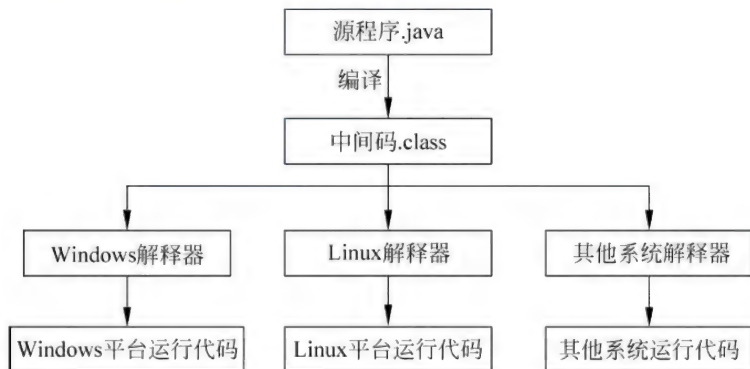 源程序.java
编译
中间码.class
Windows解释器
Linux解释器
其他系统解释器
Windows平台运行代码
Linux平台运行代码
其他系统运行代码